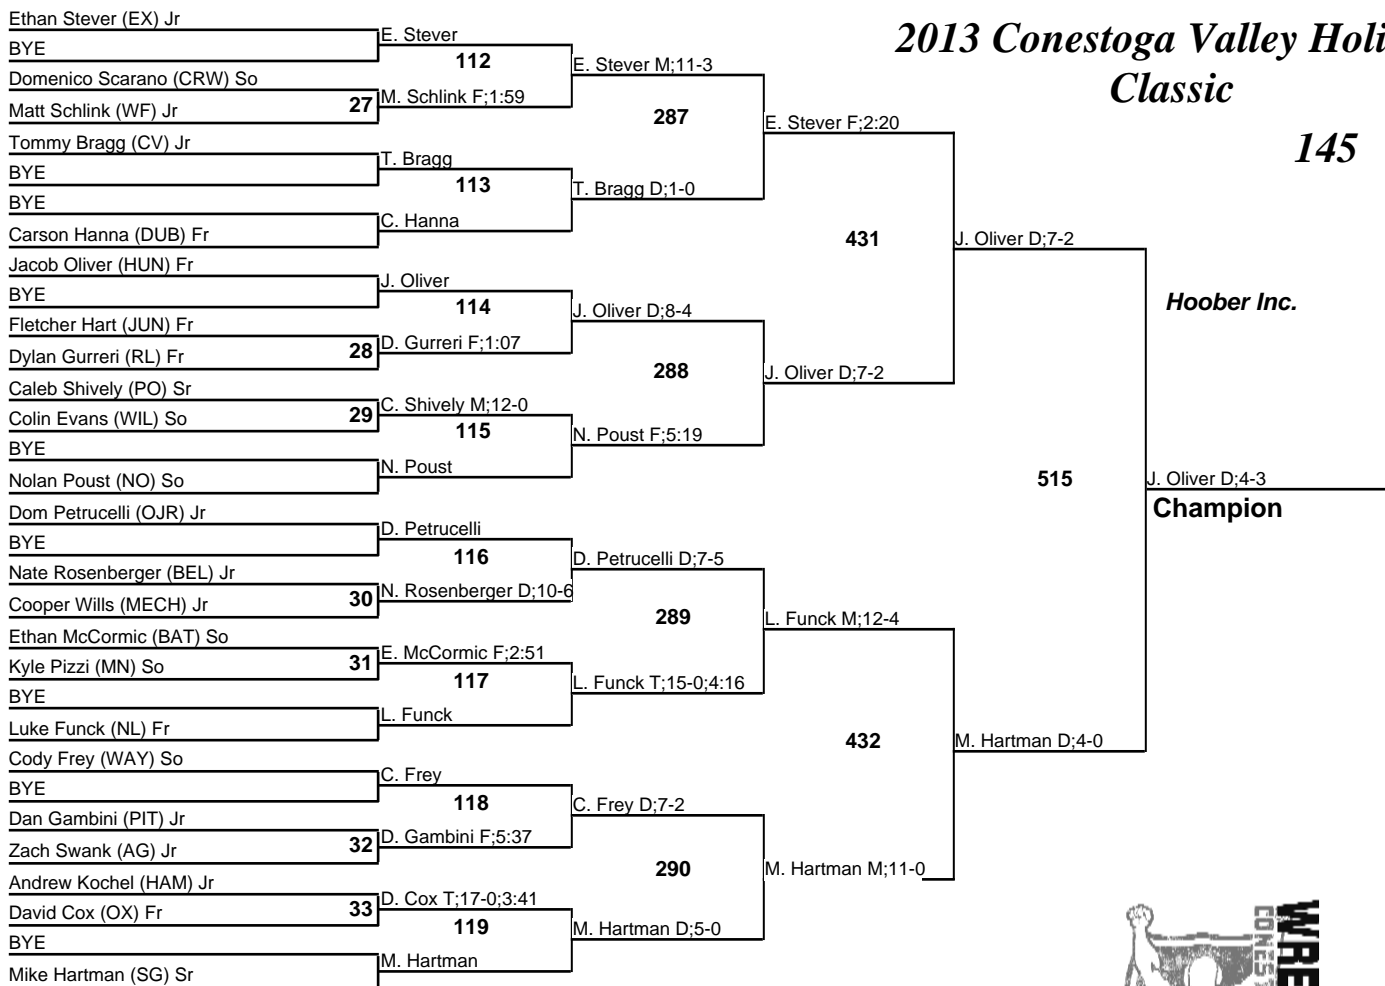 2013 Conestoga Valley Holi
Classic
145
Hoober Inc.
Ethan Stever (EX) Jr
BYE
Domenico Scarano (CRW) So
Matt Schlink (WF) Jr
Tommy Bragg (CV) Jr
BYE
BYE
Carson Hanna (DUB) Fr
Jacob Oliver (HUN) Fr
BYE
Fletcher Hart (JUN) Fr
Dylan Gurreri (RL) Fr
Caleb Shively (PO) Sr
Colin Evans (WIL) So
BYE
Nolan Poust (NO) So
Dom Petrucelli (OJR) Jr
BYE
Nate Rosenberger (BEL) Jr
Cooper Wills (MECH) Jr
Ethan McCormic (BAT) So
Kyle Pizzi (MN) So
BYE
Luke Funck (NL) Fr
Cody Frey (WAY) So
BYE
Dan Gambini (PIT) Jr
Zach Swank (AG) Jr
Andrew Kochel (HAM) Jr
David Cox (OX) Fr
BYE
Mike Hartman (SG) Sr
27
28
29
30
31
32
33
E. Stever
112
M. Schlink F;1:59
T. Bragg
113
C. Hanna
J. Oliver
114
D. Gurreri F;1:07
C. Shively M;12-0
115
N. Poust
D. Petrucelli
116
N. Rosenberger D;10-6
E. McCormic F;2:51
117
L. Funck
C. Frey
118
D. Gambini F;5:37
D. Cox T;17-0;3:41
119
M. Hartman
E. Stever M;11-3
287
T. Bragg D;1-0
J. Oliver D;8-4
288
N. Poust F;5:19
D. Petrucelli D;7-5
289
L. Funck T;15-0;4:16
C. Frey D;7-2
290
M. Hartman D;5-0
E. Stever F;2:20
431
J. Oliver D;7-2
L. Funck M;12-4
432
M. Hartman M;11-0
J. Oliver D;7-2
515
M. Hartman D;4-0
J. Oliver D;4-3
Champion
WRE
CONEST